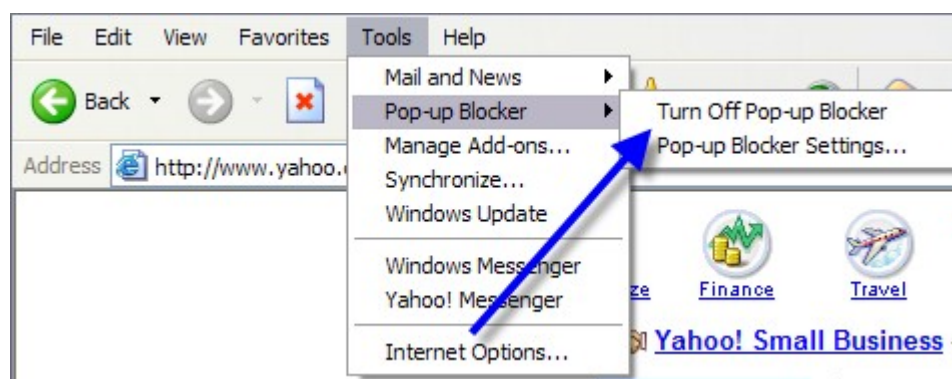 File Edit View Favorites Tools Help
Back
Address http://www.yahoo.
Mail and News
Pop-up Blocker
Manage Add-ons...
Synchronize...
Windows Update
Windows Messenger
Yahoo! Messenger
Internet Options...
Turn Off Pop-up Blocker
Pop-up Blocker Settings...
ze Finance Travel
Yahoo! Small Business